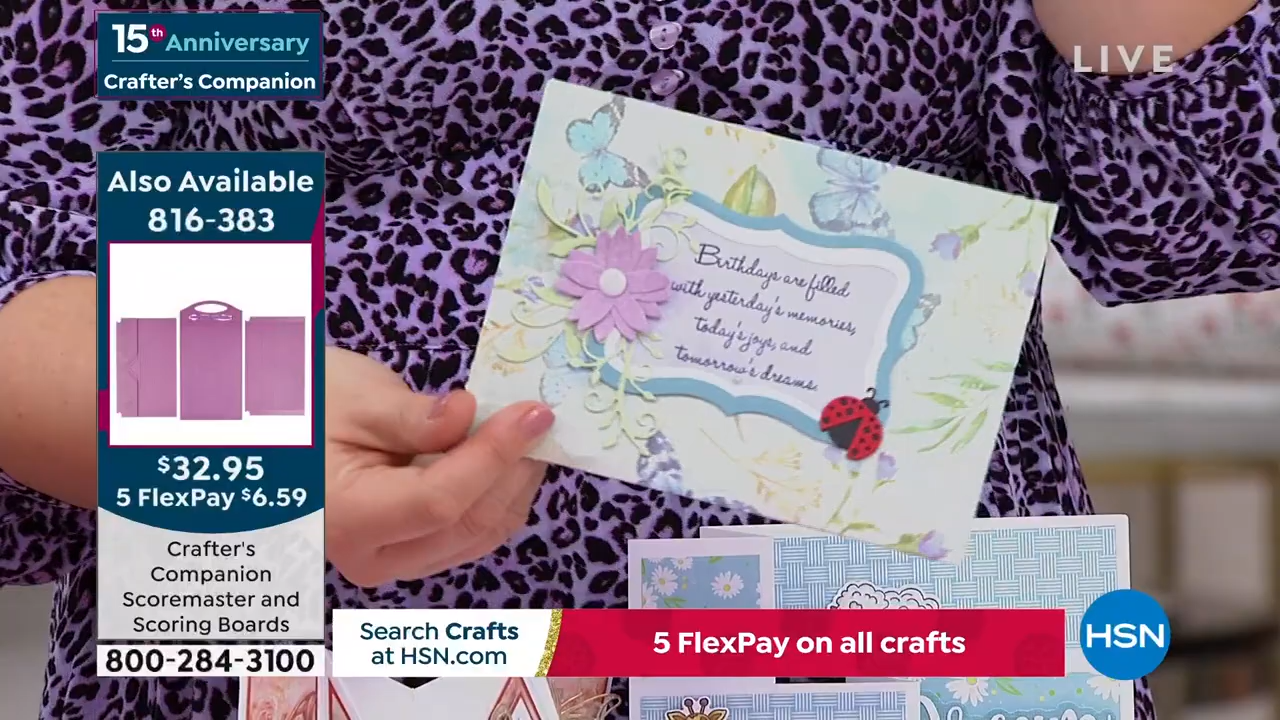 15th Anniversary
Crafter's Companion
LIVE
Also Available
816-383
$32.95
5 FlexPay $6.59
Crafter's
Companion
Scoremaster and
Scoring Boards
800-284-3100
Birthdays are filled
with yesterday's memories,
today's joys, and
tomorrow's dreams.
Search Crafts
at HSN.com
5 FlexPay on all crafts
HSN